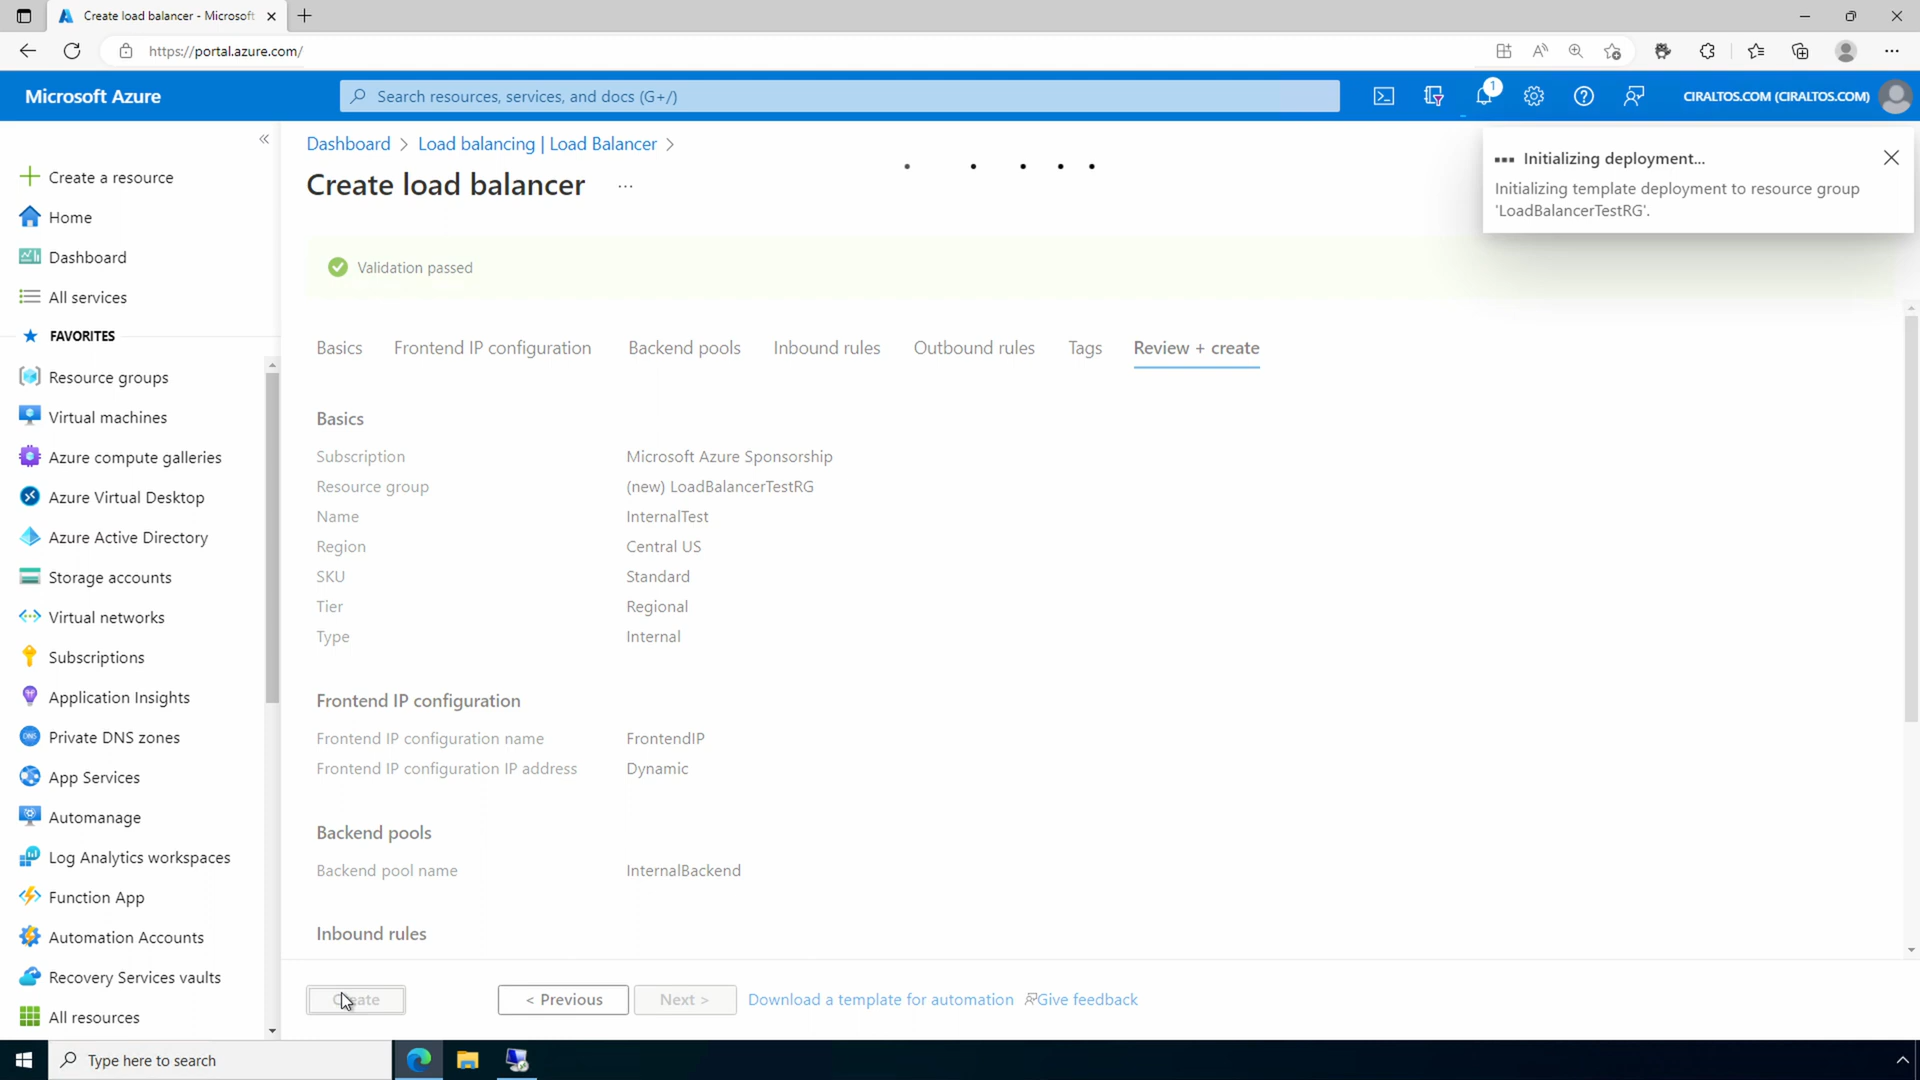 Create load balancer - Microsoft
https://portal.azure.com/
Microsoft Azure
Search resources, services, and docs (G+/)
1
CIRALTOS.COM (CIRALTOS.COM)
Dashboard > Load balancing | Load Balancer >
Create load balancer ...
Initializing deployment...
Initializing template deployment to resource group
'LoadBalancerTestRG'.
Create a resource
Home
Dashboard
All services
FAVORITES
Resource groups
Virtual machines
Azure compute galleries
Azure Virtual Desktop
Azure Active Directory
Storage accounts
Virtual networks
Subscriptions
Application Insights
Private DNS zones
App Services
Automanage
Log Analytics workspaces
Function App
Automation Accounts
Recovery Services vaults
All resources
Validation passed
Basics Frontend IP configuration Backend pools Inbound rules Outbound rules Tags Review + create
Basics
Subscription Microsoft Azure Sponsorship
Resource group (new) LoadBalancerTestRG
Name InternalTest
Region Central US
SKU Standard
Tier Regional
Type Internal
Frontend IP configuration
Frontend IP configuration name FrontendIP
Frontend IP configuration IP address Dynamic
Backend pools
Backend pool name InternalBackend
Inbound rules
Create < Previous Next > Download a template for automation Give feedback
Type here to search